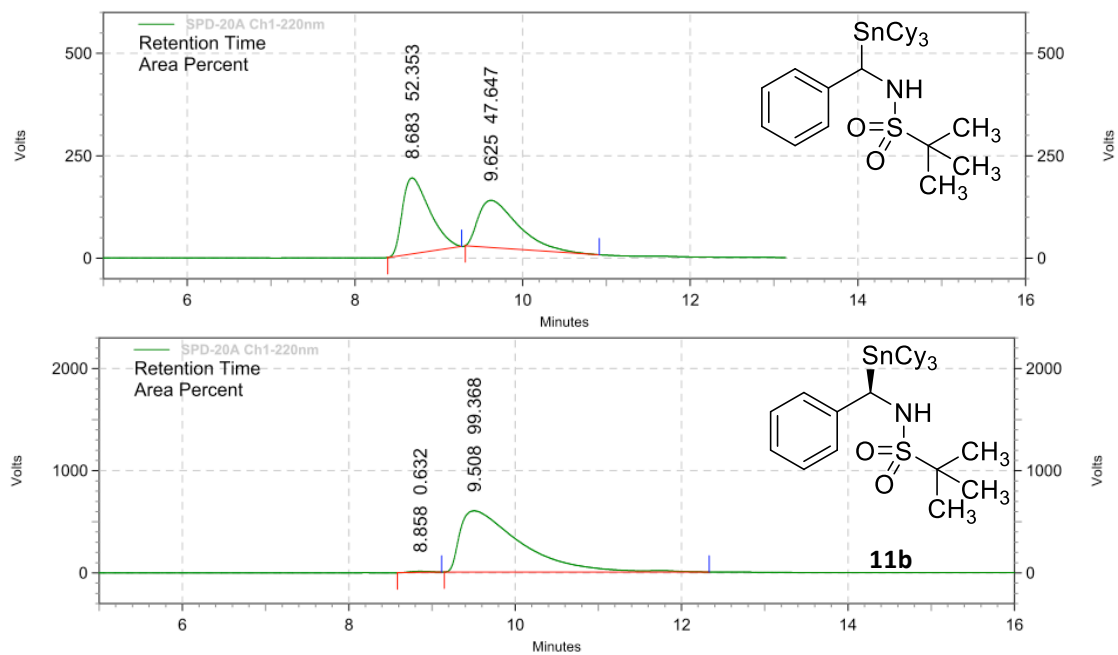 SPD-20A Ch1-220nm
Retention Time
Area Percent
8.683 52.353
9.625 47.647
SnCy3
NH
O=S
O
CH3
CH3
CH3
500
250
0
500
250
0
Volts
Volts
6 8 10 12 14 16
Minutes
SPD-20A Ch1-220nm
Retention Time
Area Percent
8.858 0.632
9.508 99.368
SnCy3
NH
O=S
O
CH3
CH3
CH3
11b
2000
1000
0
2000
1000
0
Volts
Volts
6 8 10 12 14 16
Minutes